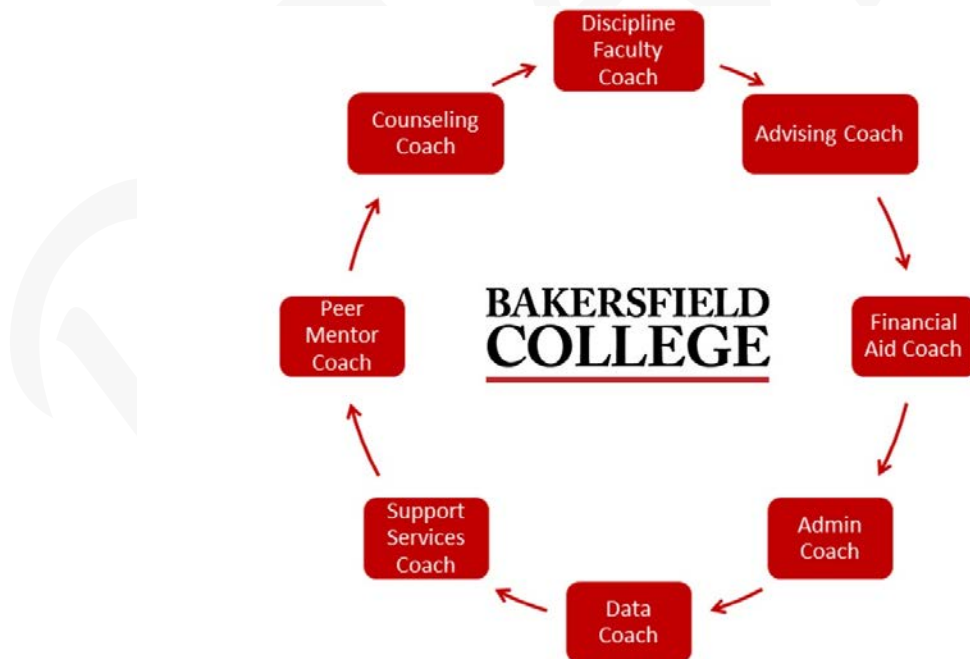 Discipline
Faculty
Coach
Advising Coach
Financial
Aid Coach
Admin
Coach
Data
Coach
Support
Services
Coach
Peer
Mentor
Coach
Counseling
Coach
BAKERSFIELD
COLLEGE